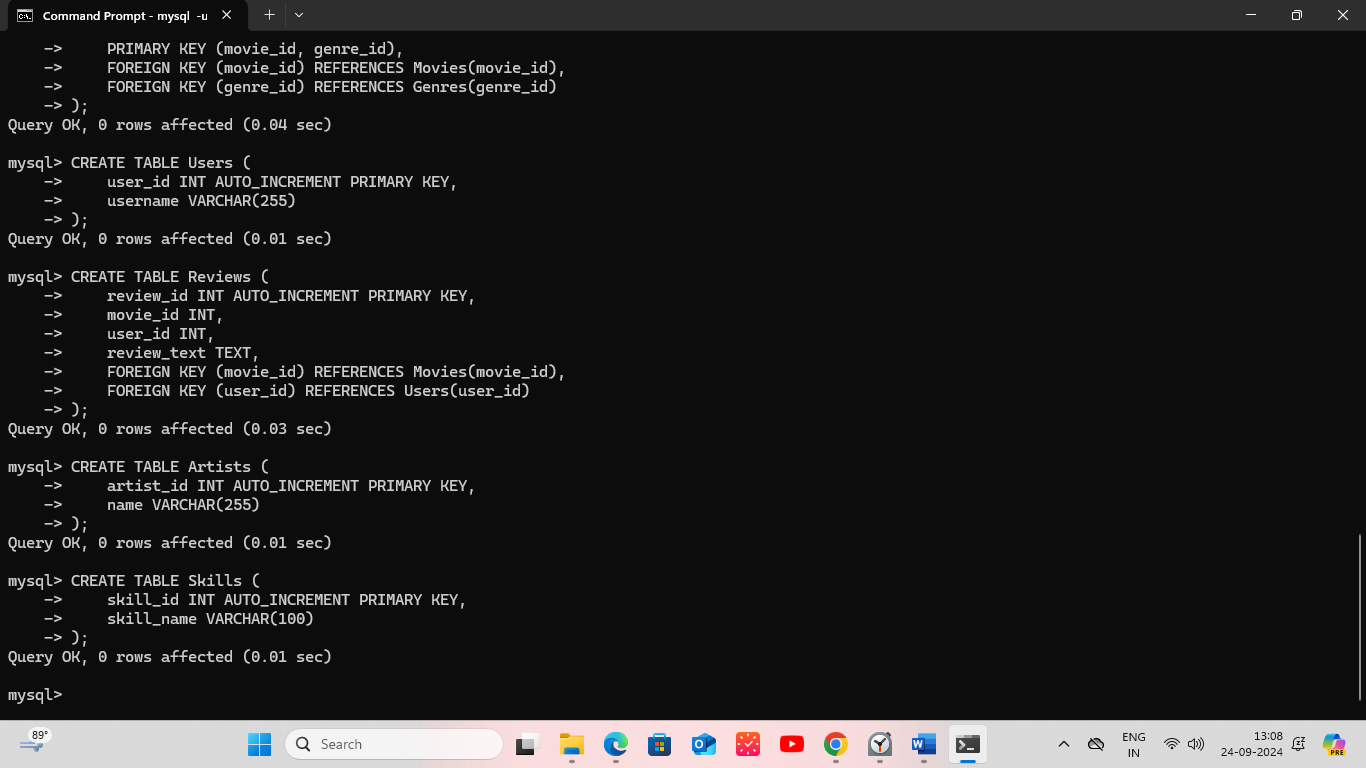 Command Prompt - mysql -u
-> PRIMARY KEY (movie_id, genre_id),
-> FOREIGN KEY (movie_id) REFERENCES Movies(movie_id),
-> FOREIGN KEY (genre_id) REFERENCES Genres(genre_id)
-> );
Query OK, 0 rows affected (0.04 sec)
mysql> CREATE TABLE Users (
-> user_id INT AUTO_INCREMENT PRIMARY KEY,
-> username VARCHAR(255)
-> );
Query OK, 0 rows affected (0.01 sec)
mysql> CREATE TABLE Reviews (
-> review_id INT AUTO_INCREMENT PRIMARY KEY,
-> movie_id INT,
-> user_id INT,
-> review_text TEXT,
-> FOREIGN KEY (movie_id) REFERENCES Movies(movie_id),
-> FOREIGN KEY (user_id) REFERENCES Users(user_id)
-> );
Query OK, 0 rows affected (0.03 sec)
mysql> CREATE TABLE Artists (
-> artist_id INT AUTO_INCREMENT PRIMARY KEY,
-> name VARCHAR(255)
-> );
Query OK, 0 rows affected (0.01 sec)
mysql> CREATE TABLE Skills (
-> skill_id INT AUTO_INCREMENT PRIMARY KEY,
-> skill_name VARCHAR(100)
-> );
Query OK, 0 rows affected (0.01 sec)
mysql>
89°
Search
ENG
IN
13:08
24-09-2024
PRE